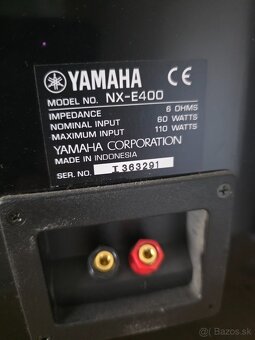 YAMAHA CE
MODEL NO. NX-E400
IMPEDANCE 6 OHMS
NOMINAL INPUT 60 WATTS
MAXIMUM INPUT 110 WATTS
YAMAHA CORPORATION
MADE IN INDONESIA
SER.NO. I363291
Bazos.sk